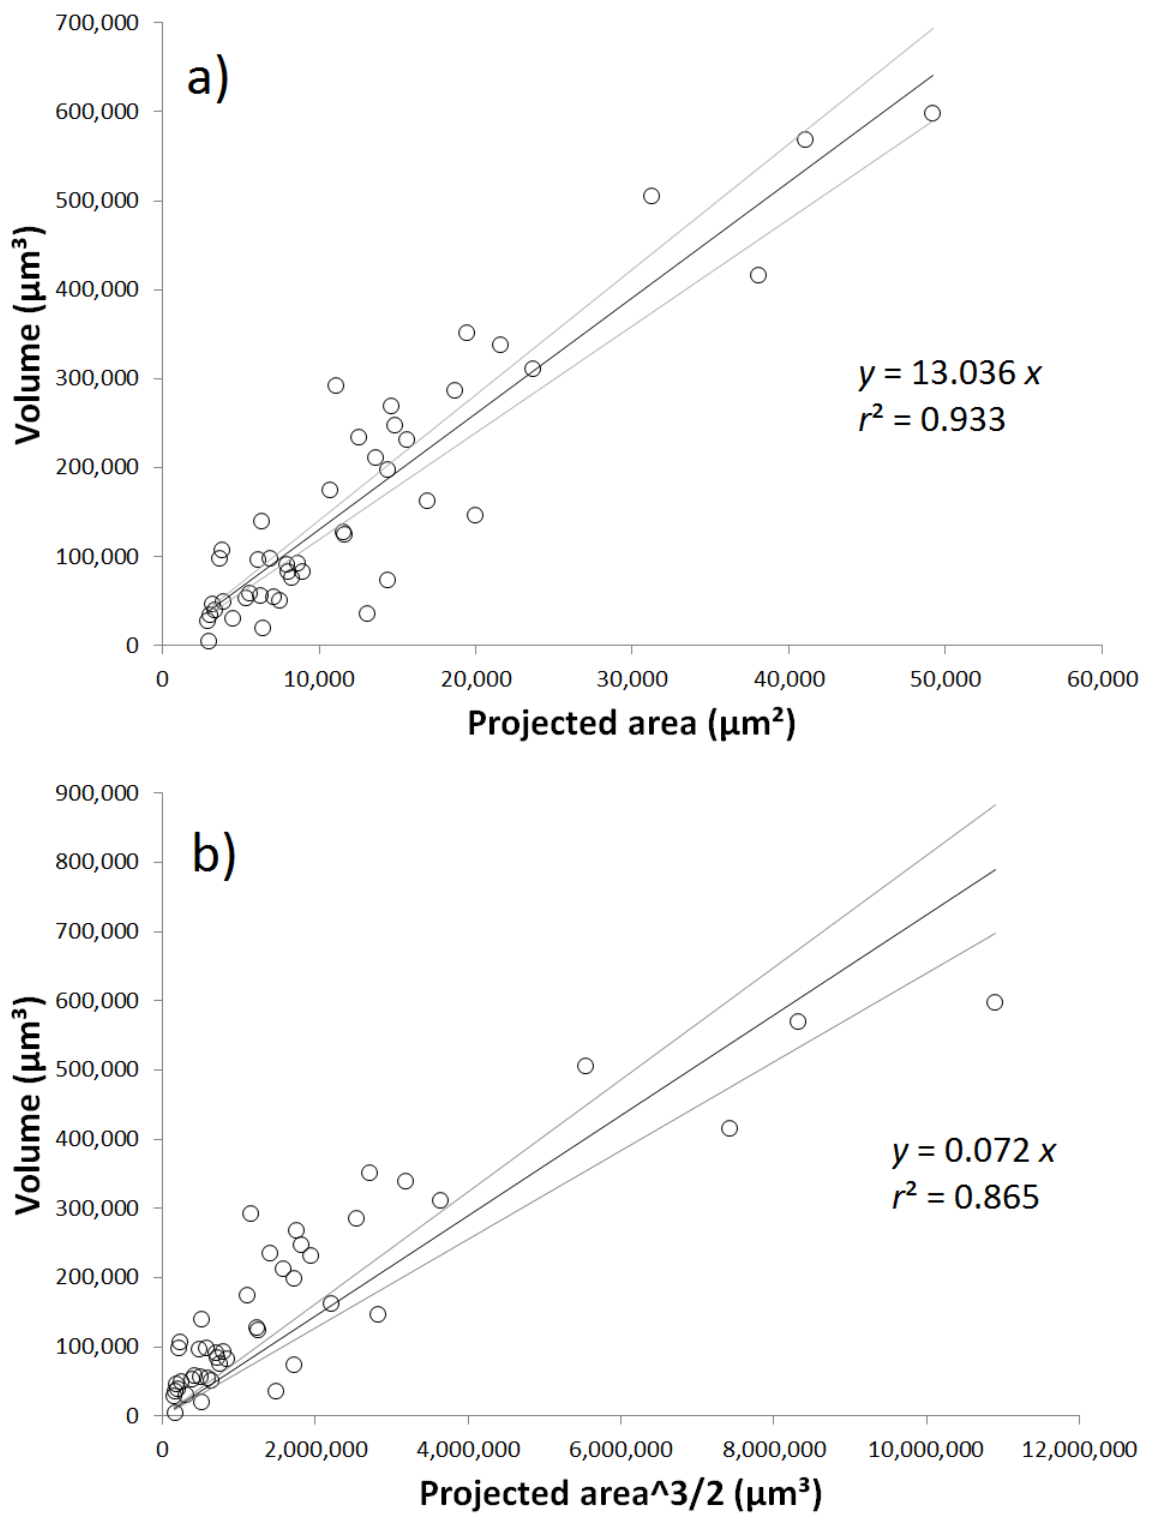 700,000
a)
600,000
500,000
400,000
300,000
200,000
100,000
0
Volume (µm³)
y = 13.036 x
r² = 0.933
0 10,000 20,000 30,000 40,000 50,000 60,000
Projected area (µm²)
900,000
b)
800,000
700,000
600,000
500,000
400,000
300,000
200,000
100,000
0
Volume (µm³)
y = 0.072 x
r² = 0.865
0 2,000,000 4,000,000 6,000,000 8,000,000 10,000,000 12,000,000
Projected area^3/2 (µm³)